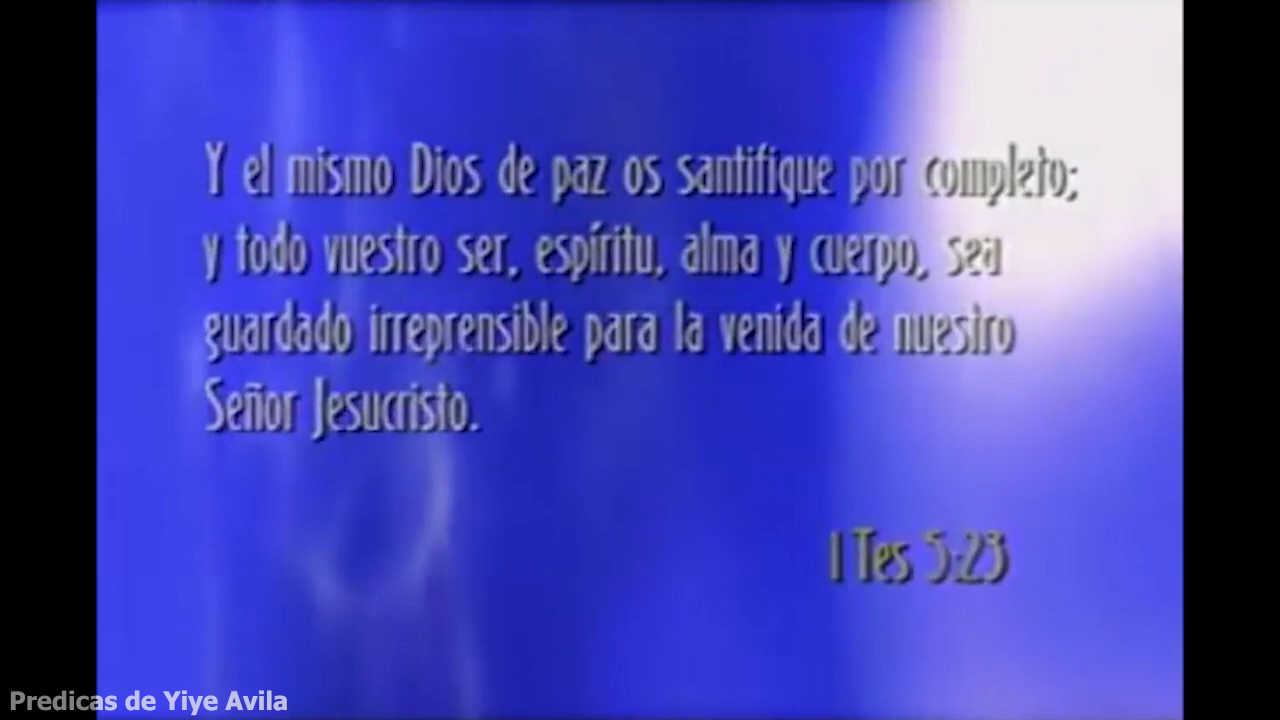 Y el mismo Dios de paz os santifique por completo;
y todo vuestro ser, espíritu, alma y cuerpo, sea
guardado irreprensible para la venida de nuestro
Señor Jesucristo.
I Tes 5:23
Predicas de Yiye Avila